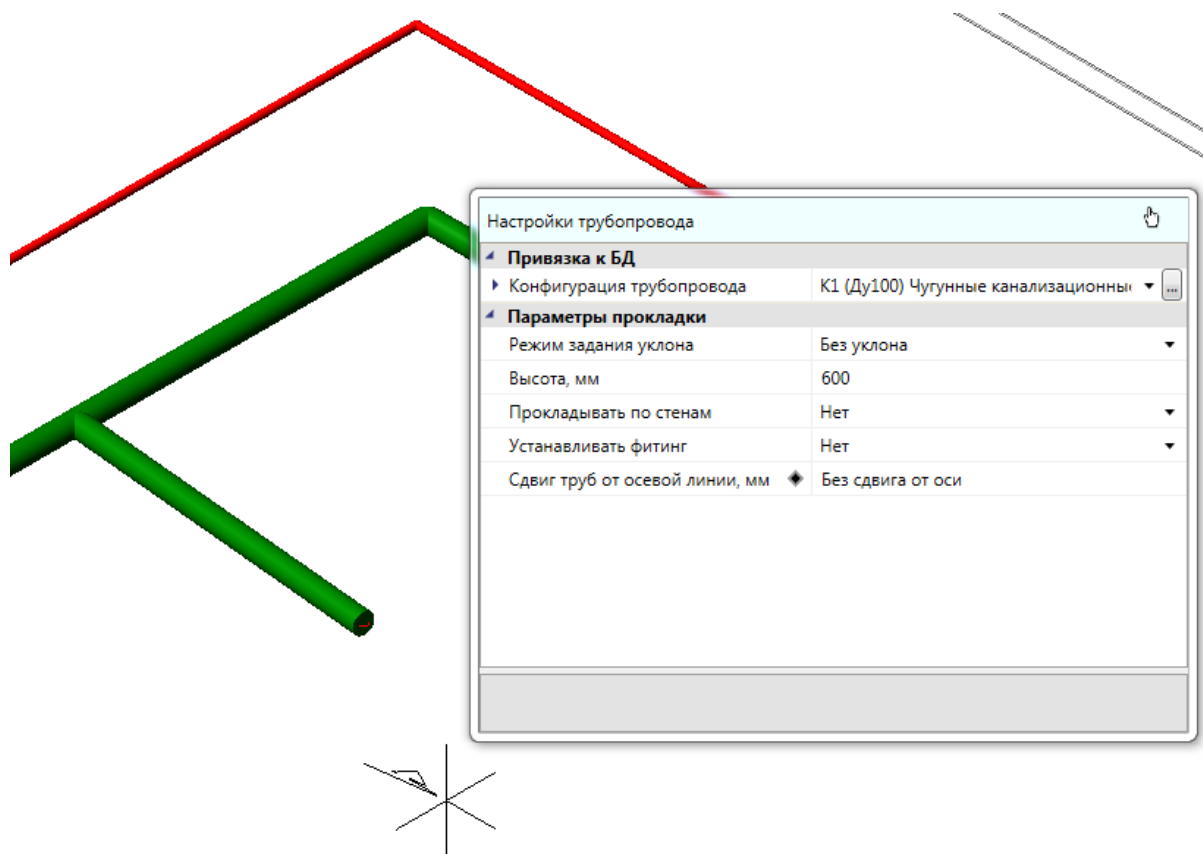 Настройки трубопровода
Привязка к БД
Конфигурация трубопровода К1 (Ду100) Чугунные канализационны
...
Параметры прокладки
Режим задания уклона Без уклона
Высота, мм 600
Прокладывать по стенам Нет
Устанавливать фитинг Нет
Сдвиг труб от осевой линии, мм Без сдвига от оси